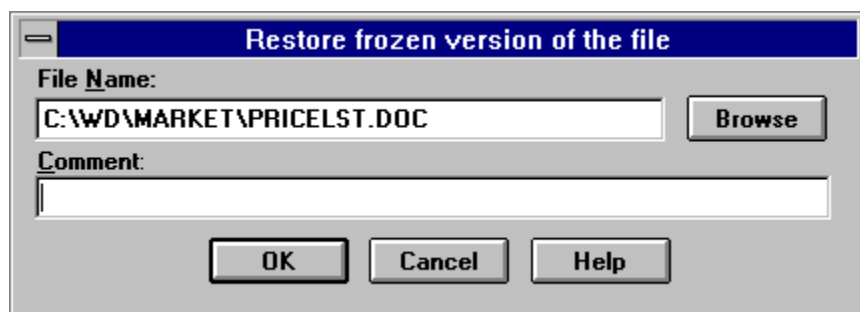 Restore frozen version of the file
File Name:
C:\WD\MARKET\PRICELST.DOC
Browse
Comment:
OK Cancel Help